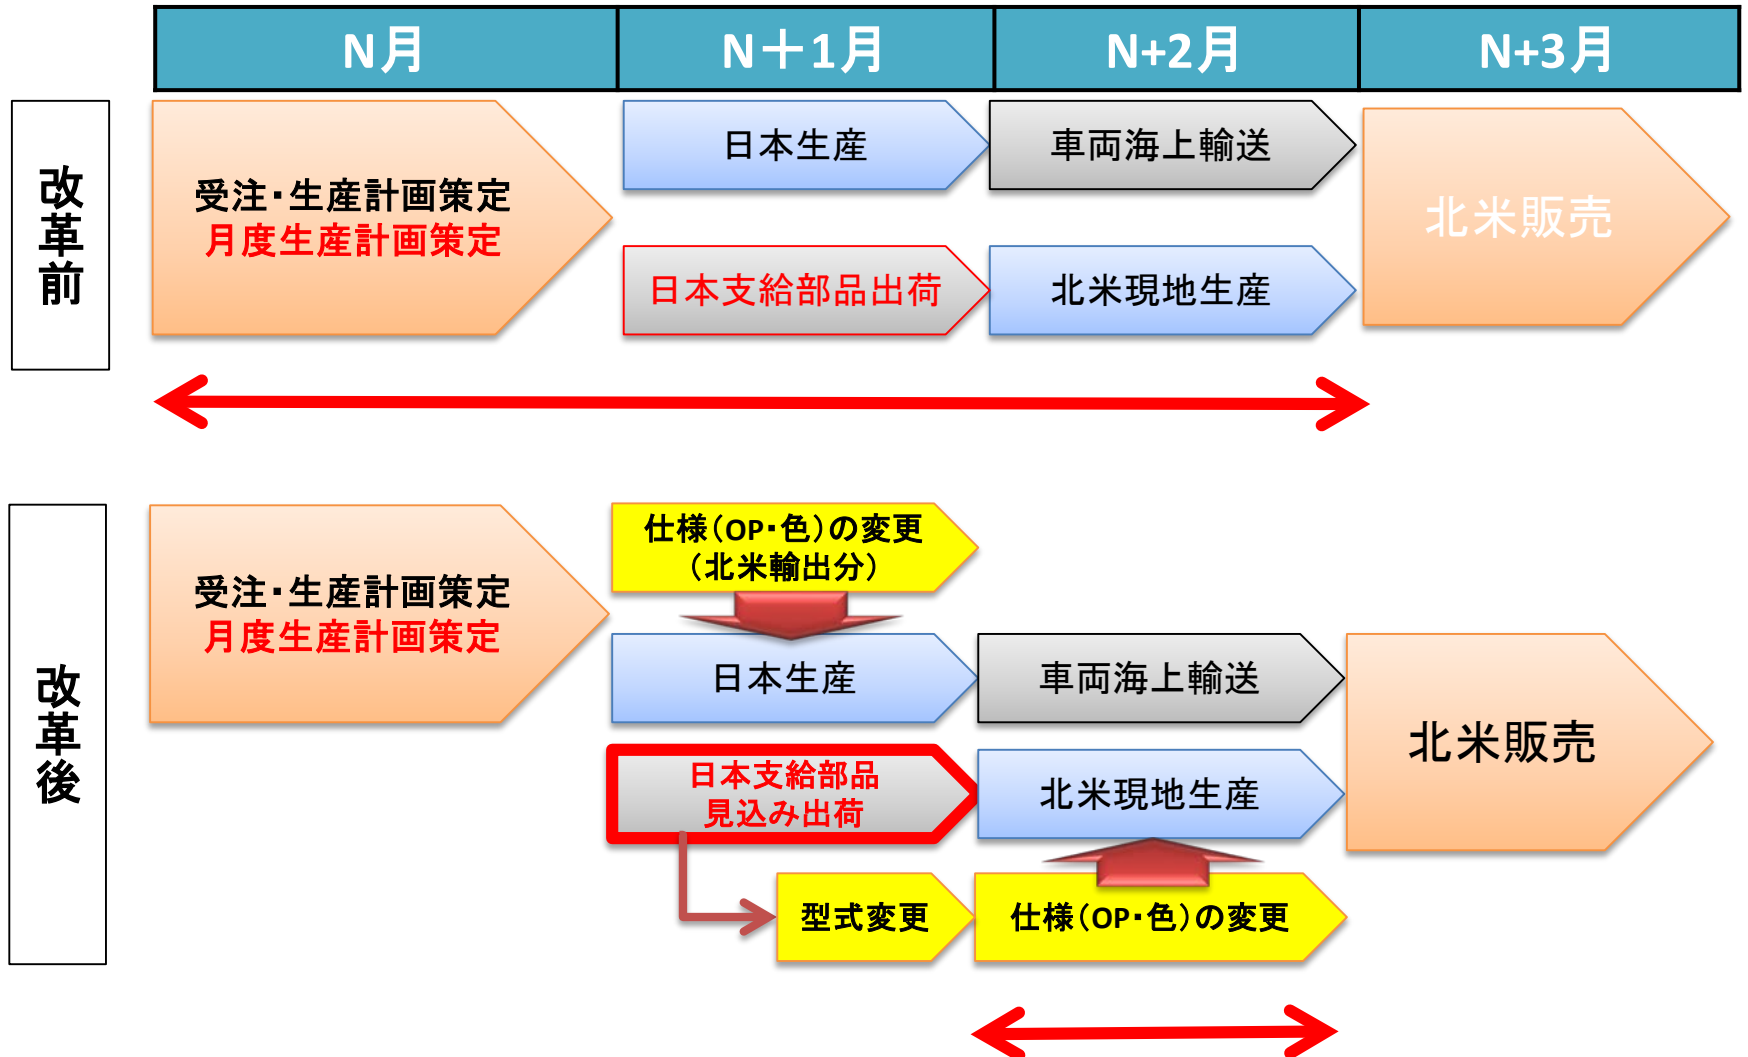 N月
N＋1月
N+2月
N+3月
改革前
受注・生産計画策定
月度生産計画策定
日本生産
車両海上輸送
日本支給部品出荷
北米現地生産
北米販売
改革後
受注・生産計画策定
月度生産計画策定
仕様（OP・色）の変更
（北米輸出分）
日本生産
車両海上輸送
日本支給部品
見込み出荷
北米現地生産
北米販売
型式変更
仕様（OP・色）の変更